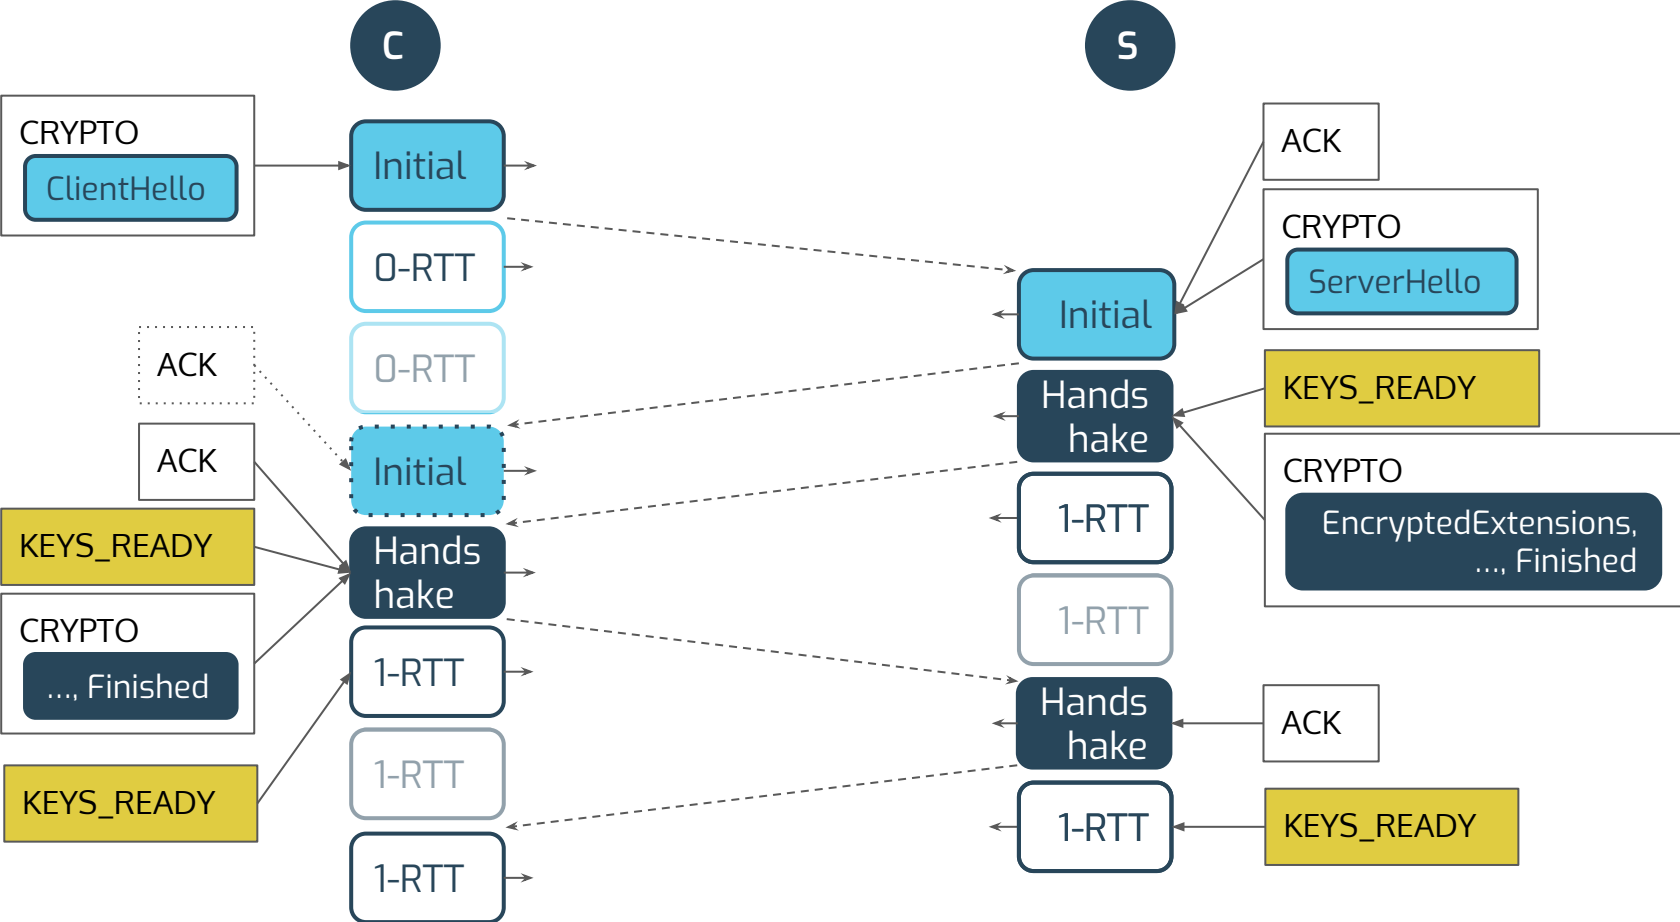 C
S
CRYPTO
ClientHello
Initial
0-RTT
0-RTT
ACK
Initial
ACK
KEYS_READY
Hands
hake
CRYPTO
..., Finished
1-RTT
1-RTT
KEYS_READY
1-RTT
ACK
CRYPTO
ServerHello
Initial
KEYS_READY
Hands
hake
CRYPTO
EncryptedExtensions,
..., Finished
1-RTT
1-RTT
Hands
hake
ACK
1-RTT
KEYS_READY